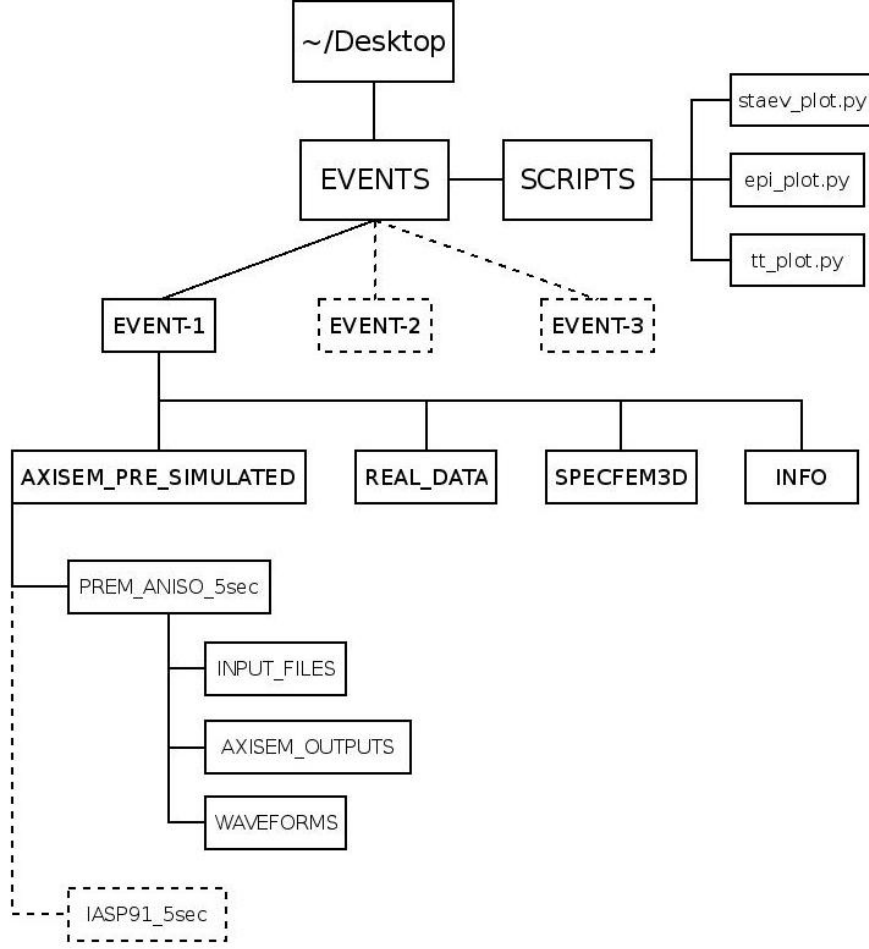 ~/Desktop
staev_plot.py
EVENTS
SCRIPTS
epi_plot.py
tt_plot.py
EVENT-1
EVENT-2
EVENT-3
AXISEM_PRE_SIMULATED
REAL_DATA
SPECFEM3D
INFO
PREM_ANISO_5sec
INPUT_FILES
AXISEM_OUTPUTS
WAVEFORMS
IASP91_5sec